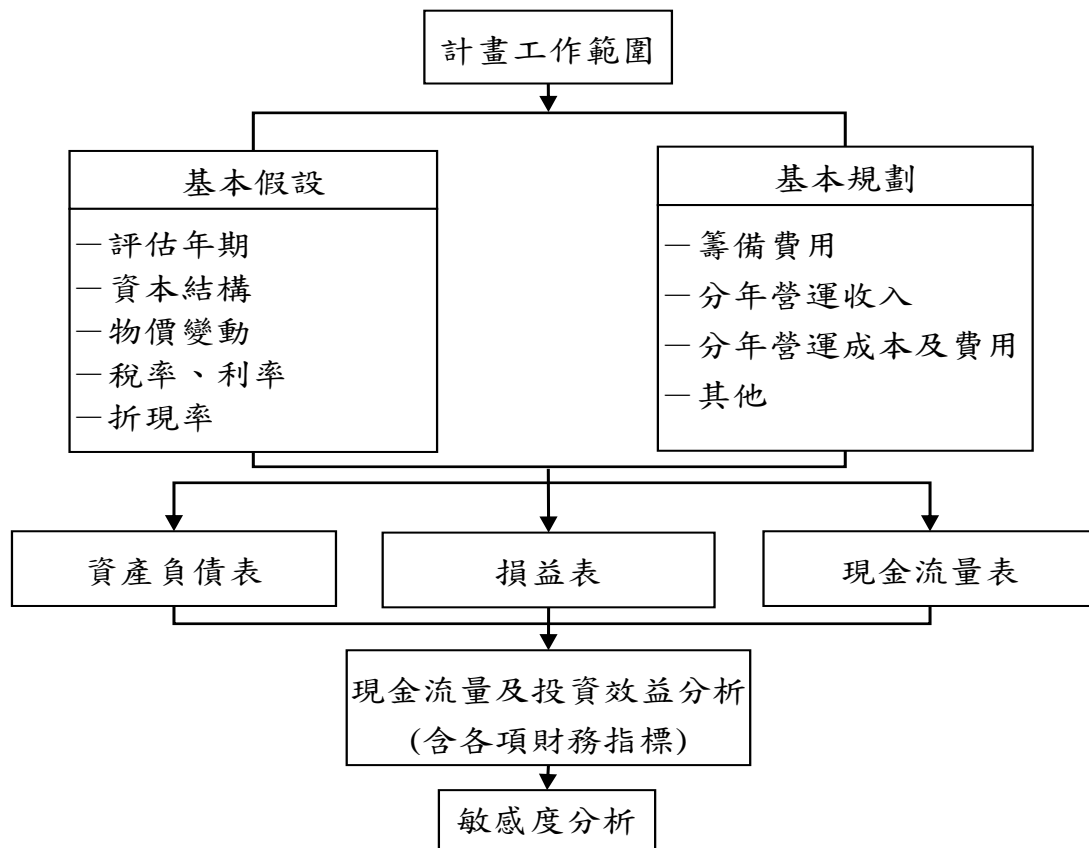 計畫工作範圍
基本假設
－評估年期
－資本結構
－物價變動
－稅率、利率
－折現率
基本規劃
－籌備費用
－分年營運收入
－分年營運成本及費用
－其他
資產負債表
損益表
現金流量表
現金流量及投資效益分析
(含各項財務指標)
敏感度分析